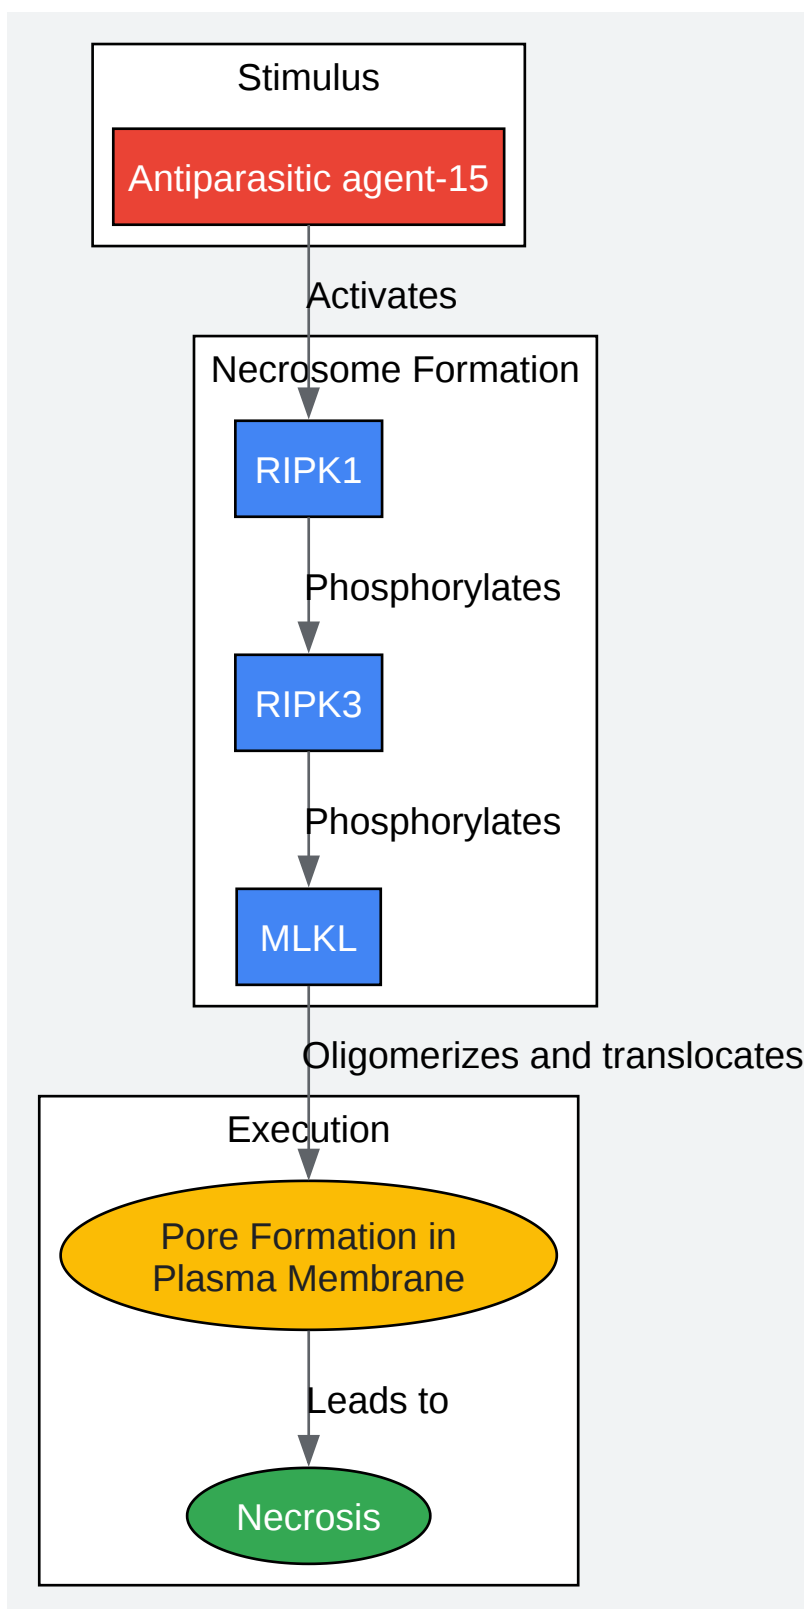 Stimulus
Antiparasitic agent-15
Activates
Necrosome Formation
RIPK1
Phosphorylates
RIPK3
Phosphorylates
MLKL
Oligomerizes and translocates
Execution
Pore Formation in
Plasma Membrane
Leads to
Necrosis